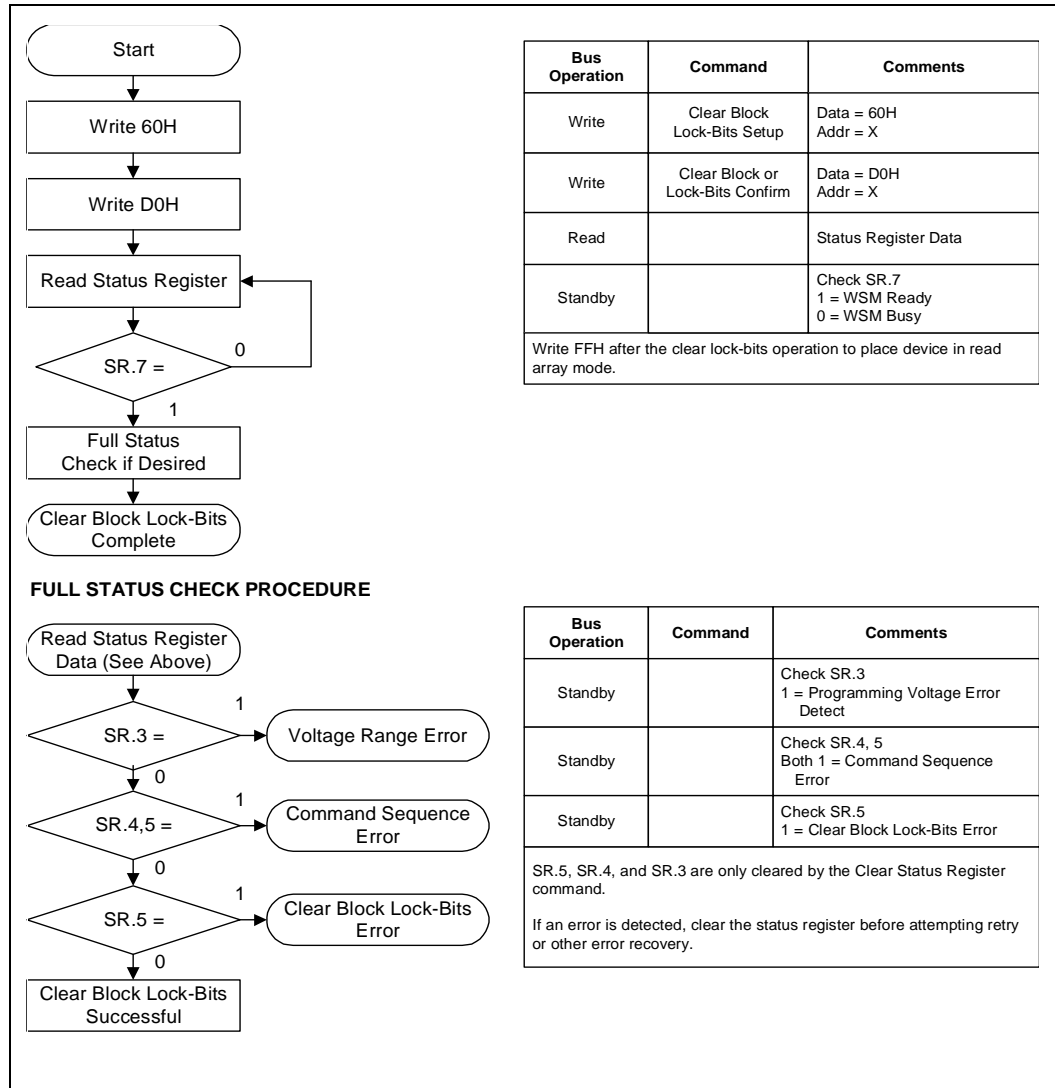 Start
Write 60H
Write D0H
Read Status Register
SR.7 =
0
1
Full Status
Check if Desired
Clear Block Lock-Bits
Complete
Bus
Operation
Command
Comments
Write
Clear Block
Lock-Bits Setup
Data = 60H
Addr = X
Write
Clear Block or
Lock-Bits Confirm
Data = D0H
Addr = X
Read
Status Register Data
Standby
Check SR.7
1 = WSM Ready
0 = WSM Busy
Write FFH after the clear lock-bits operation to place device in read
array mode.
FULL STATUS CHECK PROCEDURE
Read Status Register
Data (See Above)
SR.3 =
1
Voltage Range Error
0
SR.4,5 =
1
Command Sequence
Error
0
SR.5 =
1
Clear Block Lock-Bits
Error
0
Clear Block Lock-Bits
Successful
Bus
Operation
Command
Comments
Standby
Check SR.3
1 = Programming Voltage Error
Detect
Standby
Check SR.4, 5
Both 1 = Command Sequence
Error
Standby
Check SR.5
1 = Clear Block Lock-Bits Error
SR.5, SR.4, and SR.3 are only cleared by the Clear Status Register
command.
If an error is detected, clear the status register before attempting retry
or other error recovery.